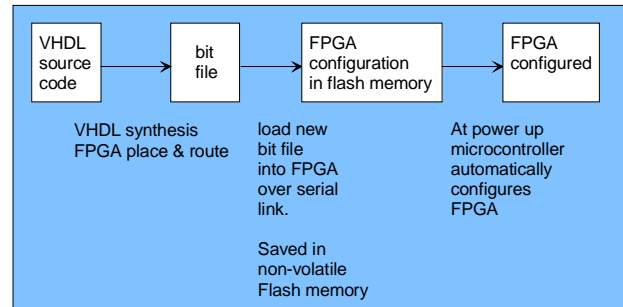 VHDL
source
code
bit
file
FPGA
configuration
in flash memory
FPGA
configured
VHDL synthesis
FPGA place & route
load new
bit file
into FPGA
over serial
link.
Saved in
non-volatile
Flash memory
At power up
microcontroller
automatically
configures
FPGA